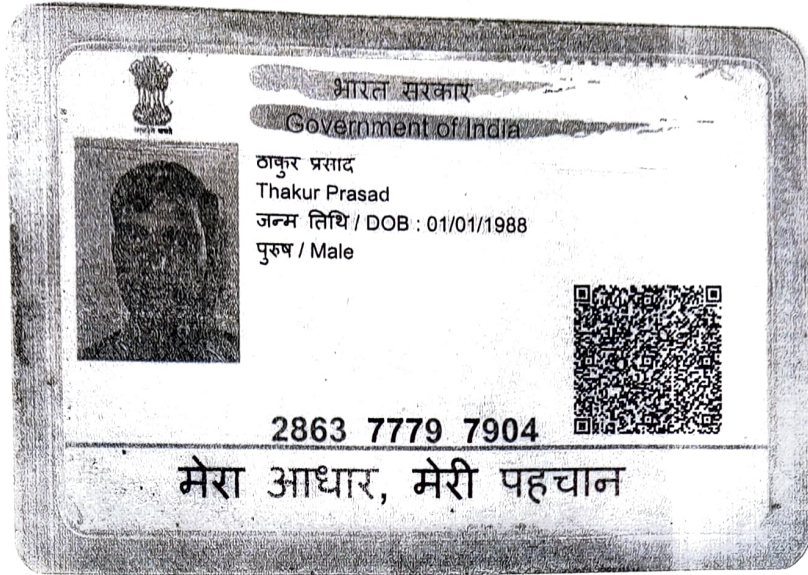 भारत सरकार
Government of India
ठाकुर प्रसाद
Thakur Prasad
जन्म तिथि / DOB : 01/01/1988
पुरुष / Male
2863 7779 7904
मेरा आधार, मेरी पहचान